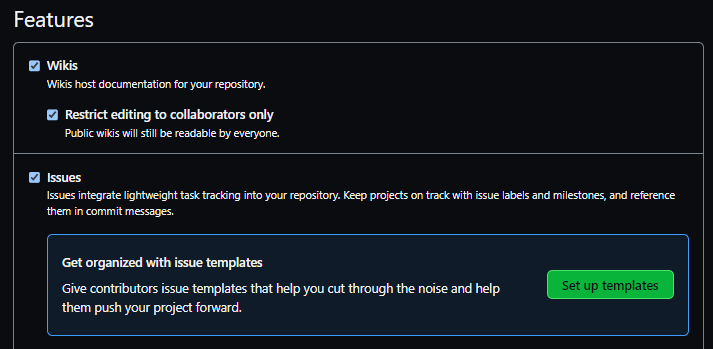 Features
Wikis
Wikis host documentation for your repository.
Restrict editing to collaborators only
Public wikis will still be readable by everyone.
Issues
Issues integrate lightweight task tracking into your repository. Keep projects on track with issue labels and milestones, and reference
them in commit messages.
Get organized with issue templates
Give contributors issue templates that help you cut through the noise and help
them push your project forward.
Set up templates